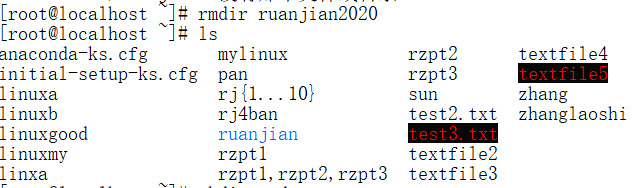 [root@localhost ~]# rmdir ruanjian2020
[root@localhost ~]# ls
anaconda-ks.cfg mylinux rzpt2 textfile4
initial-setup-ks.cfg pan rzpt3 textfile5
linuxa rj{1...10} sun zhang
linuxb rj4ban test2.txt zhanglaoshi
linuxgood ruanjian test3.txt
linuxmy rzpt1 textfile2
linxa rzpt1,rzpt2,rzpt3 textfile3